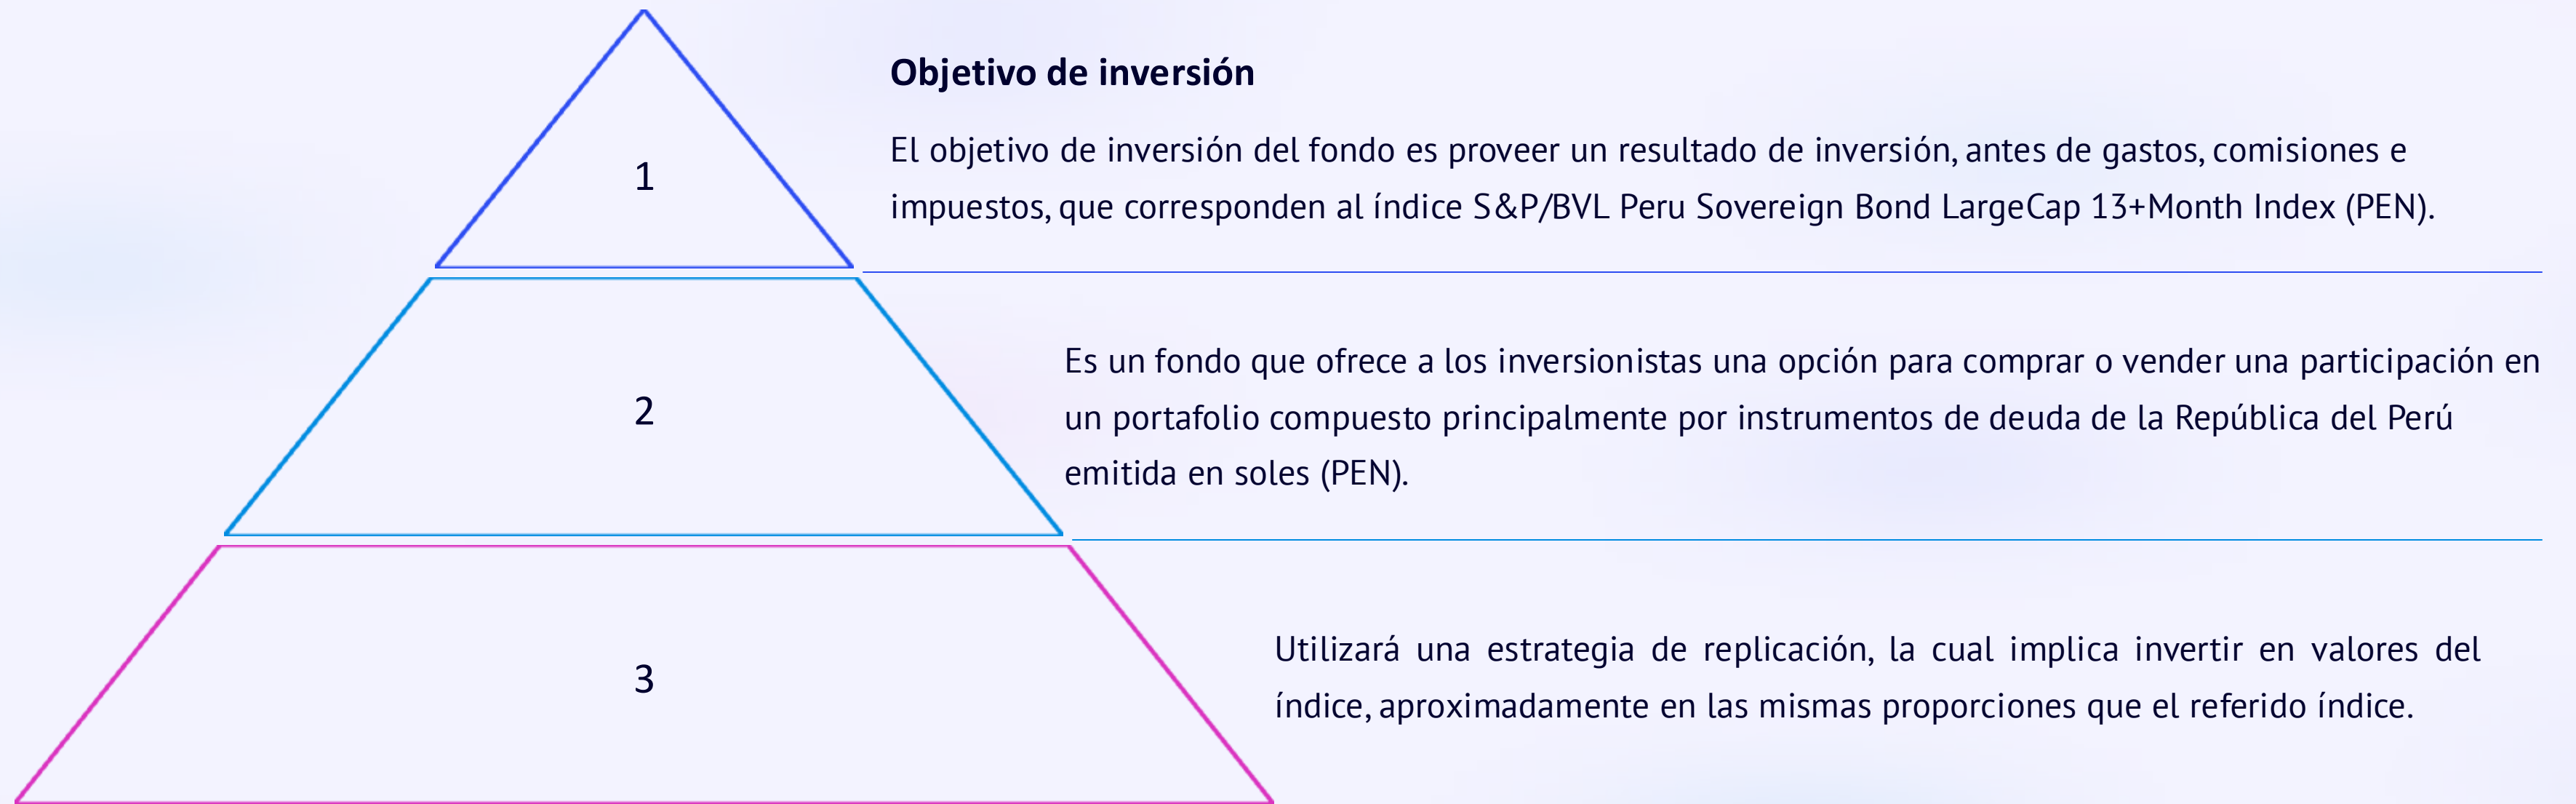 Objetivo de inversión
1
El objetivo de inversión del fondo es proveer un resultado de inversión, antes de gastos, comisiones e
impuestos, que corresponden al índice S&P/BVL Peru Sovereign Bond LargeCap 13+Month Index (PEN).
2
Es un fondo que ofrece a los inversionistas una opción para comprar o vender una participación en
un portafolio compuesto principalmente por instrumentos de deuda de la República del Perú
emitida en soles (PEN).
3
Utilizará una estrategia de replicación, la cual implica invertir en valores del
índice, aproximadamente en las mismas proporciones que el referido índice.